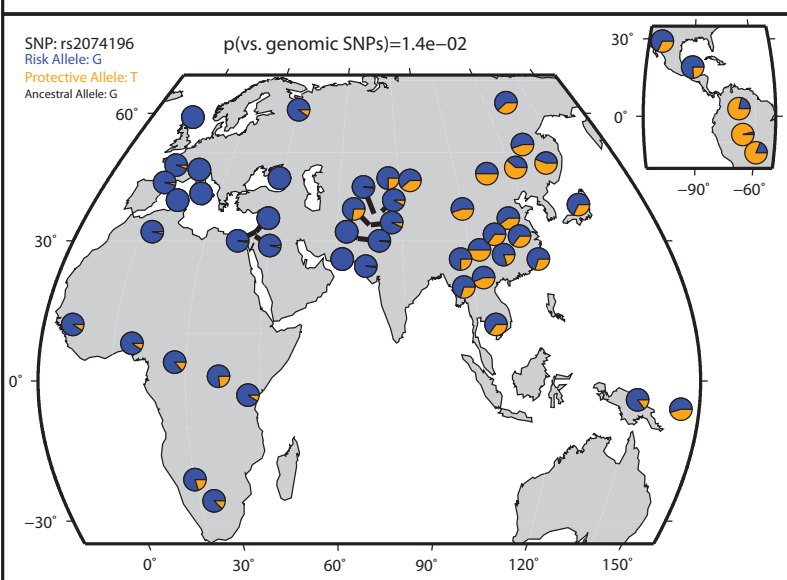 SNP: rs2074196
Risk Allele: G
Protective Allele: T
Ancestral Allele: G
p(vs. genomic SNPs)=1.4e−02
60˚
30˚
0˚
−30˚
0˚ 30˚ 60˚ 90˚ 120˚ 150˚
30˚
0˚
−90˚ −60˚